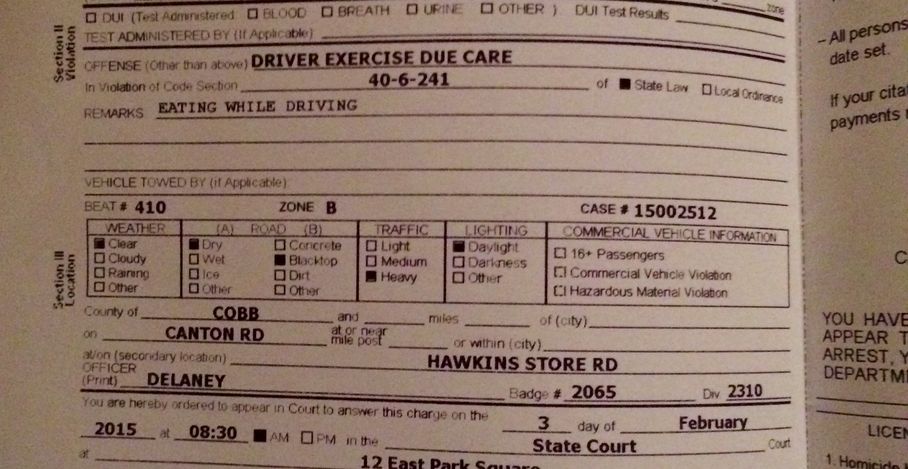 zone
☐ DUI (Test Administered ☐ BLOOD ☐ BREATH ☐ URINE ☐ OTHER ) DUI Test Results
TEST ADMINISTERED BY (If Applicable)
Section II
Violation
OFFENSE (Other than above) DRIVER EXERCISE DUE CARE
In Violation of Code Section 40-6-241 of ■ State Law ☐ Local Ordinance
REMARKS EATING WHILE DRIVING
VEHICLE TOWED BY (if Applicable):
BEAT # 410 ZONE B CASE # 15002512
Section III
Location
WEATHER (A) ROAD (B) TRAFFIC LIGHTING COMMERCIAL VEHICLE INFORMATION
■ Clear ■ Dry ☐ Concrete ☐ Light ■ Daylight ☐ 16+ Passengers
☐ Cloudy ☐ Wet ■ Blacktop ☐ Medium ☐ Darkness ☐ Commercial Vehicle Violation
☐ Raining ☐ Ice ☐ Dirt ■ Heavy ☐ Other ☐ Hazardous Material Violation
☐ Other ☐ Other ☐ Other
County of COBB and miles of (city)
on CANTON RD at or near mile post or within (city)
at/on (secondary location) HAWKINS STORE RD
OFFICER
(Print) DELANEY Badge # 2065 Div 2310
You are hereby ordered to appear in Court to answer this charge on the 3 day of February
2015 at 08:30 ■ AM ☐ PM in the State Court Court
at 12 East Park Square
– All persons
date set.
If your
payments
C
YOU HAVE
APPEAR
ARREST,
LICEN
1. Homicide